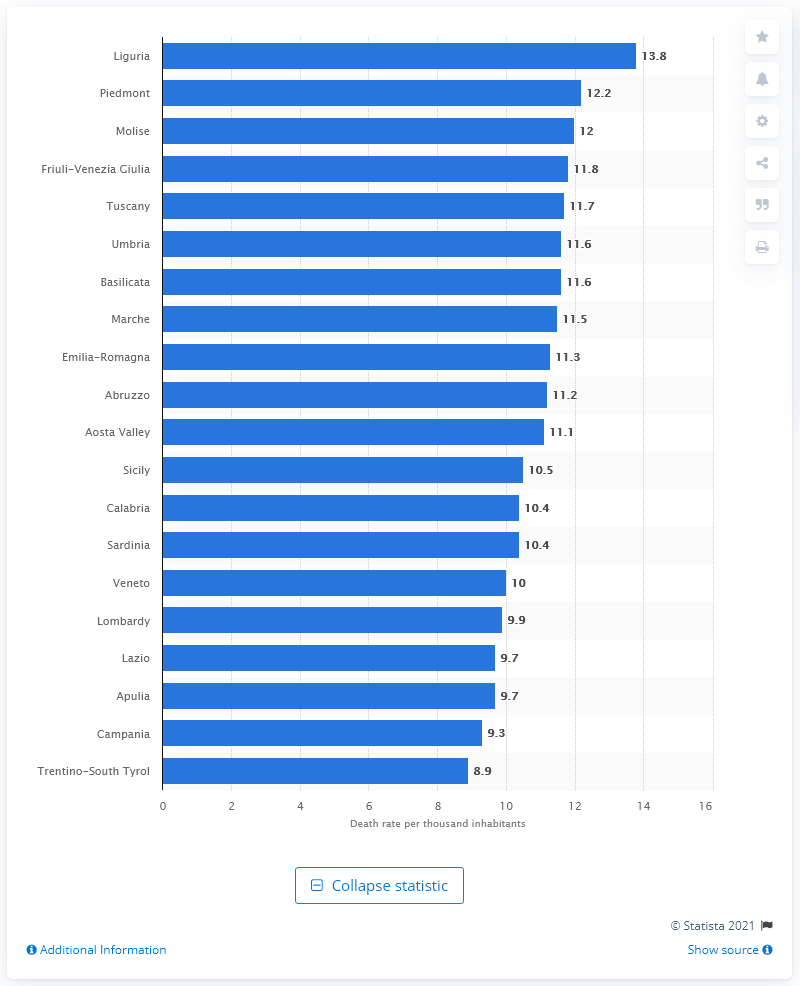 Liguria 13.8
Piedmont 12.2
Molise 12
Friuli-Venezia Giulia 11.8
Tuscany 11.7
Umbria 11.6
Basilicata 11.6
Marche 11.5
Emilia-Romagna 11.3
Abruzzo 11.2
Aosta Valley 11.1
Sicily 10.5
Calabria 10.4
Sardinia 10.4
Veneto 10
Lombardy 9.9
Lazio 9.7
Apulia 9.7
Campania 9.3
Trentino-South Tyrol 8.9
0 2 4 6 8 10 12 14 16
Death rate per thousand inhabitants
Collapse statistic
© Statista 2021
Additional Information Show source